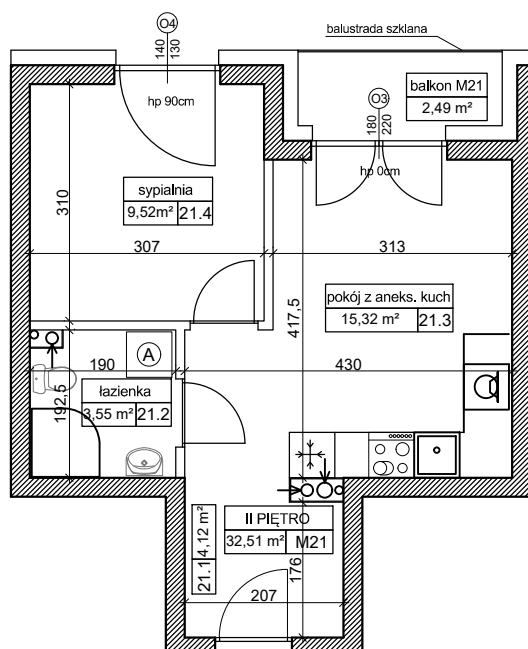 O4
140
130
hp 90cm
balustrada szklana
balkon M21
2,49 m²
O3
180
220
hp 0cm
sypialnia
9,52m² 21.4
310
307
313
417,5
pokój z aneks. kuch
15,32 m² 21.3
190
A
430
192,5
łazienka
3,55 m² 21.2
21.1 4,12 m²
II PIĘTRO
32,51 m² M21
176
207